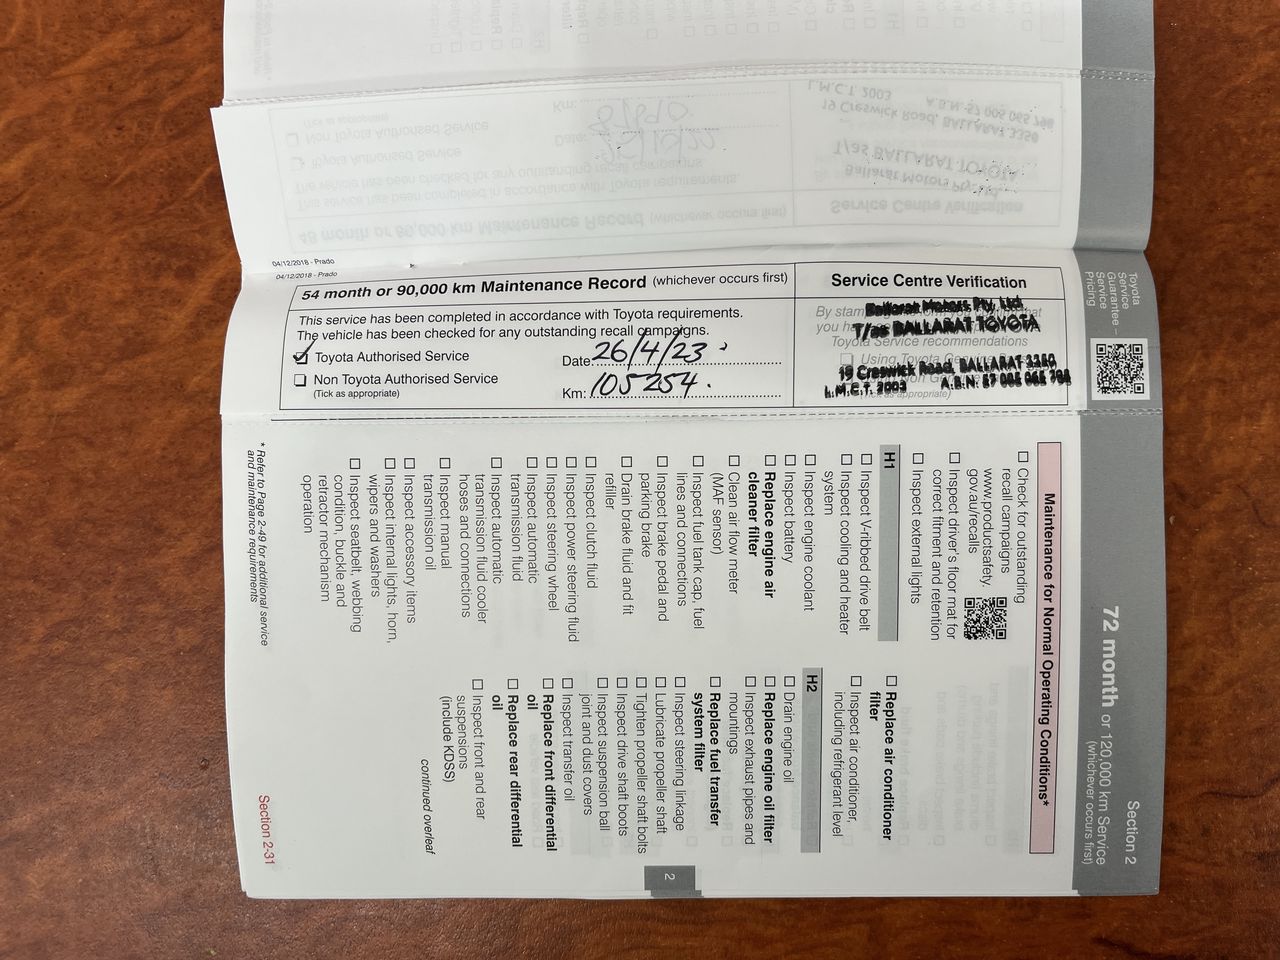 04/12/2018 - Prado
04/12/2018 - Prado
54 month or 90,000 km Maintenance Record (whichever occurs first)
This service has been completed in accordance with Toyota requirements.
The vehicle has been checked for any outstanding recall campaigns.
☑ Toyota Authorised Service
☐ Non Toyota Authorised Service
(Tick as appropriate)
Date: 26/4/23
Km: 105254.
Service Centre Verification
Ballarat Motors Pty. Ltd.
T/as BALLARAT TOYOTA
Toyota Service recommendations
19 Creswick Road, BALLARAT 3350
L.M.C.T. 2003 A.B.N. 57 005 065 798
(Tick as appropriate)
Toyota
Service
Guarantee –
Service
Pricing
Section 2
72 month or 120,000 km Service
(whichever occurs first)
Maintenance for Normal Operating Conditions*
☐ Check for outstanding
recall campaigns
www.productsafety.
gov.au/recalls
☐ Inspect driver's floor mat for
correct fitment and retention
☐ Inspect external lights
H1
☐ Inspect V-ribbed drive belt
☐ Inspect cooling and heater
system
☐ Inspect engine coolant
☐ Inspect battery
☐ Replace engine air
cleaner filter
☐ Clean air flow meter
(MAF sensor)
☐ Inspect fuel tank cap, fuel
lines and connections
☐ Inspect brake pedal and
parking brake
☐ Drain brake fluid and fit
refiller
☐ Inspect clutch fluid
☐ Inspect power steering fluid
☐ Inspect steering wheel
☐ Inspect automatic
transmission fluid
☐ Inspect automatic
transmission fluid cooler
hoses and connections
☐ Inspect manual
transmission oil
☐ Inspect accessory items
☐ Inspect internal lights, horn,
wipers and washers
☐ Inspect seatbelt, webbing
condition, buckle and
retractor mechanism
operation
☐ Replace air conditioner
filter
☐ Inspect air conditioner,
including refrigerant level
H2
☐ Drain engine oil
☐ Replace engine oil filter
☐ Inspect exhaust pipes and
mountings
☐ Replace fuel transfer
system filter
☐ Inspect steering linkage
☐ Lubricate propeller shaft
☐ Tighten propeller shaft bolts
☐ Inspect drive shaft boots
☐ Inspect suspension ball
joint and dust covers
☐ Inspect transfer oil
☐ Replace front differential
oil
☐ Replace rear differential
oil
☐ Inspect front and rear
suspensions
(include KDSS)
continued overleaf
* Refer to Page 2-49 for additional service
and maintenance requirements
Section 2-31
2